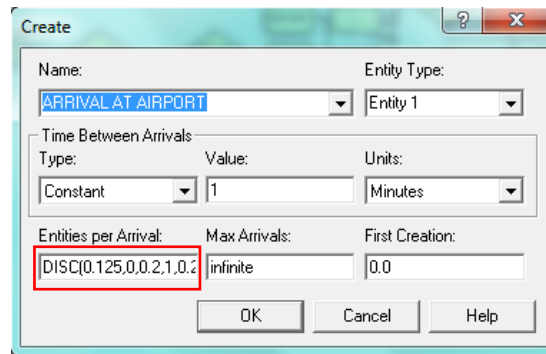 Create
Name: Entity Type:
ARRIVAL AT AIRPORT Entity 1
Time Between Arrivals
Type: Value: Units:
Constant 1 Minutes
Entities per Arrival: Max Arrivals: First Creation:
DISC(0.125,0,0.2,1,0.2 infinite 0.0
OK Cancel Help